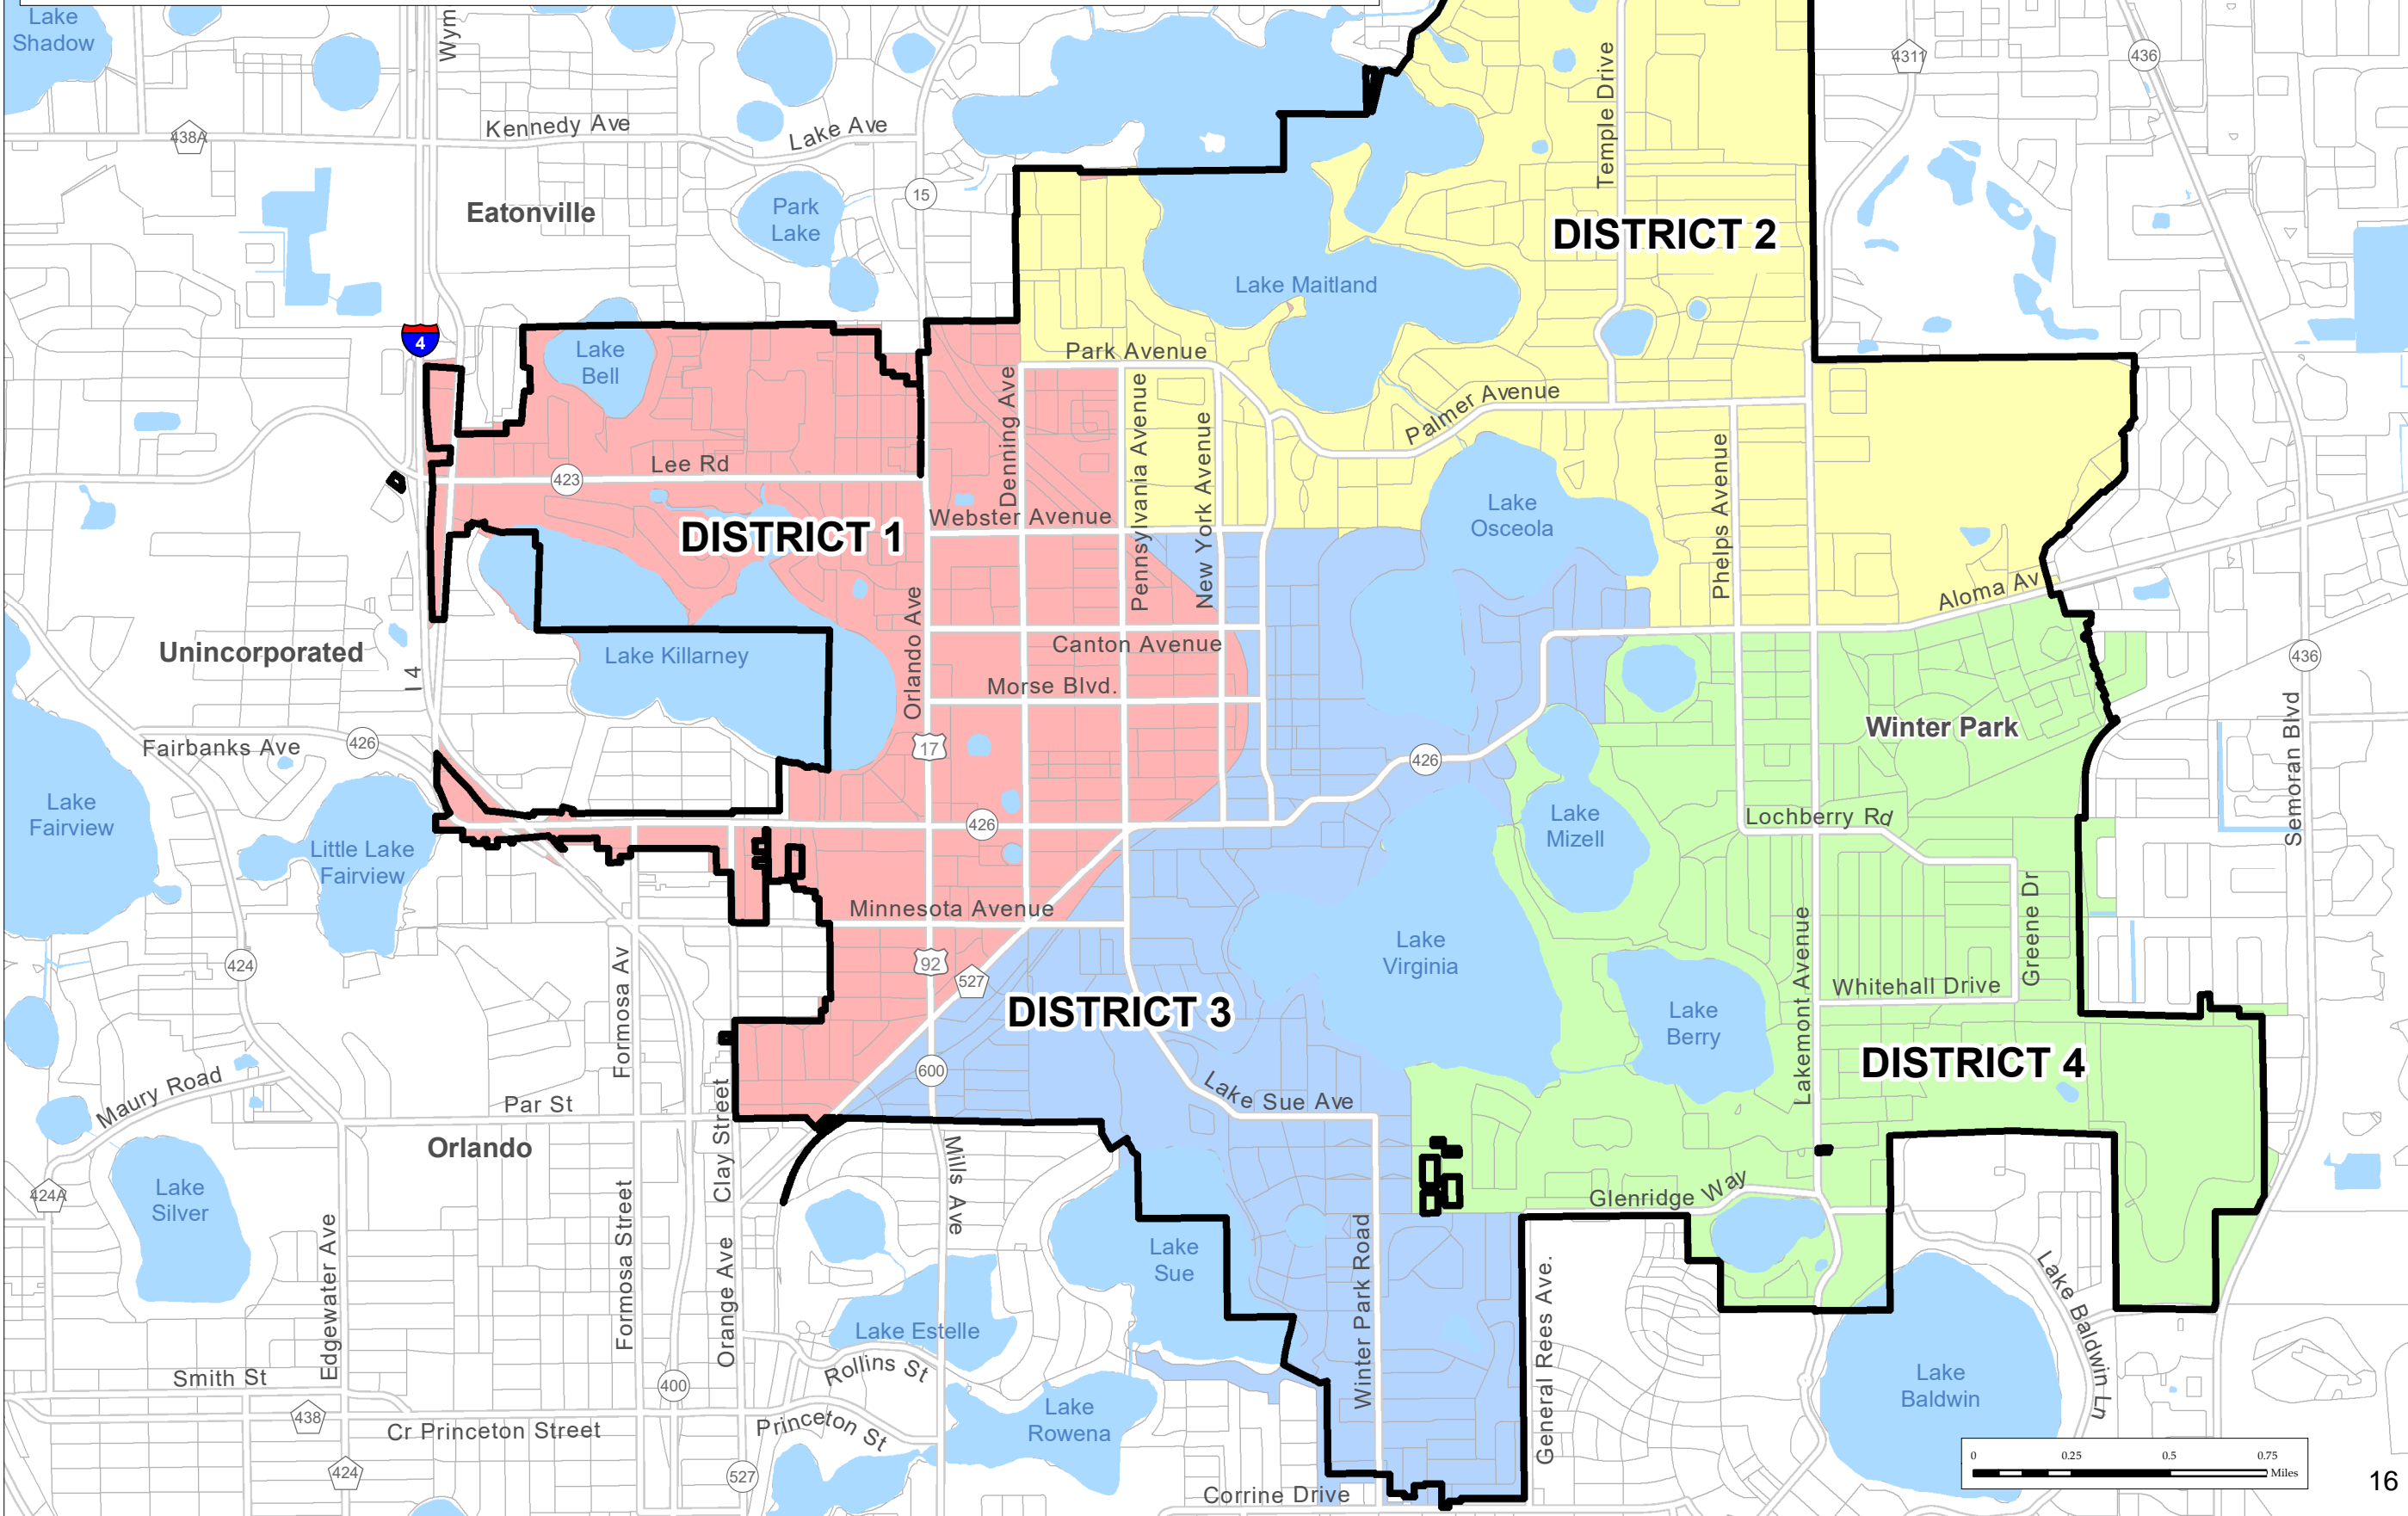 Lake
Shadow
Wym
4311
436
438A
Kennedy Ave
Lake Ave
Temple Drive
Eatonville
Park
Lake
15
DISTRICT 2
Lake Maitland
4
Lake
Bell
Park Avenue
Denning Ave
Pennsylvania Avenue
New York Avenue
Palmer Avenue
Lee Rd
423
Phelps Avenue
Lake
Osceola
DISTRICT 1
Webster Avenue
Aloma Av
Orlando Ave
Unincorporated
I 4
Lake Killarney
Canton Avenue
436
Morse Blvd.
Winter Park
Fairbanks Ave
426
17
426
Semoran Blvd
Lake
Fairview
Little Lake
Fairview
426
Lake
Mizell
Lochberry Rd
Minnesota Avenue
Greene Dr
Lakemont Avenue
424
Formosa Av
92
527
Lake
Virginia
Whitehall Drive
DISTRICT 3
Lake
Berry
DISTRICT 4
600
Maury Road
Par St
Clay Street
Lake Sue Ave
Orlando
Mills Ave
424A
Lake
Silver
Glenridge Way
Edgewater Ave
Formosa Street
Orange Ave
Lake
Sue
Winter Park Road
General Rees Ave.
Lake Baldwin Ln
Lake Estelle
Rollins St
Smith St
400
Lake
Baldwin
438
Cr Princeton Street
Princeton St
Lake
Rowena
424
527
Corrine Drive
0 0.25 0.5 0.75
Miles
16